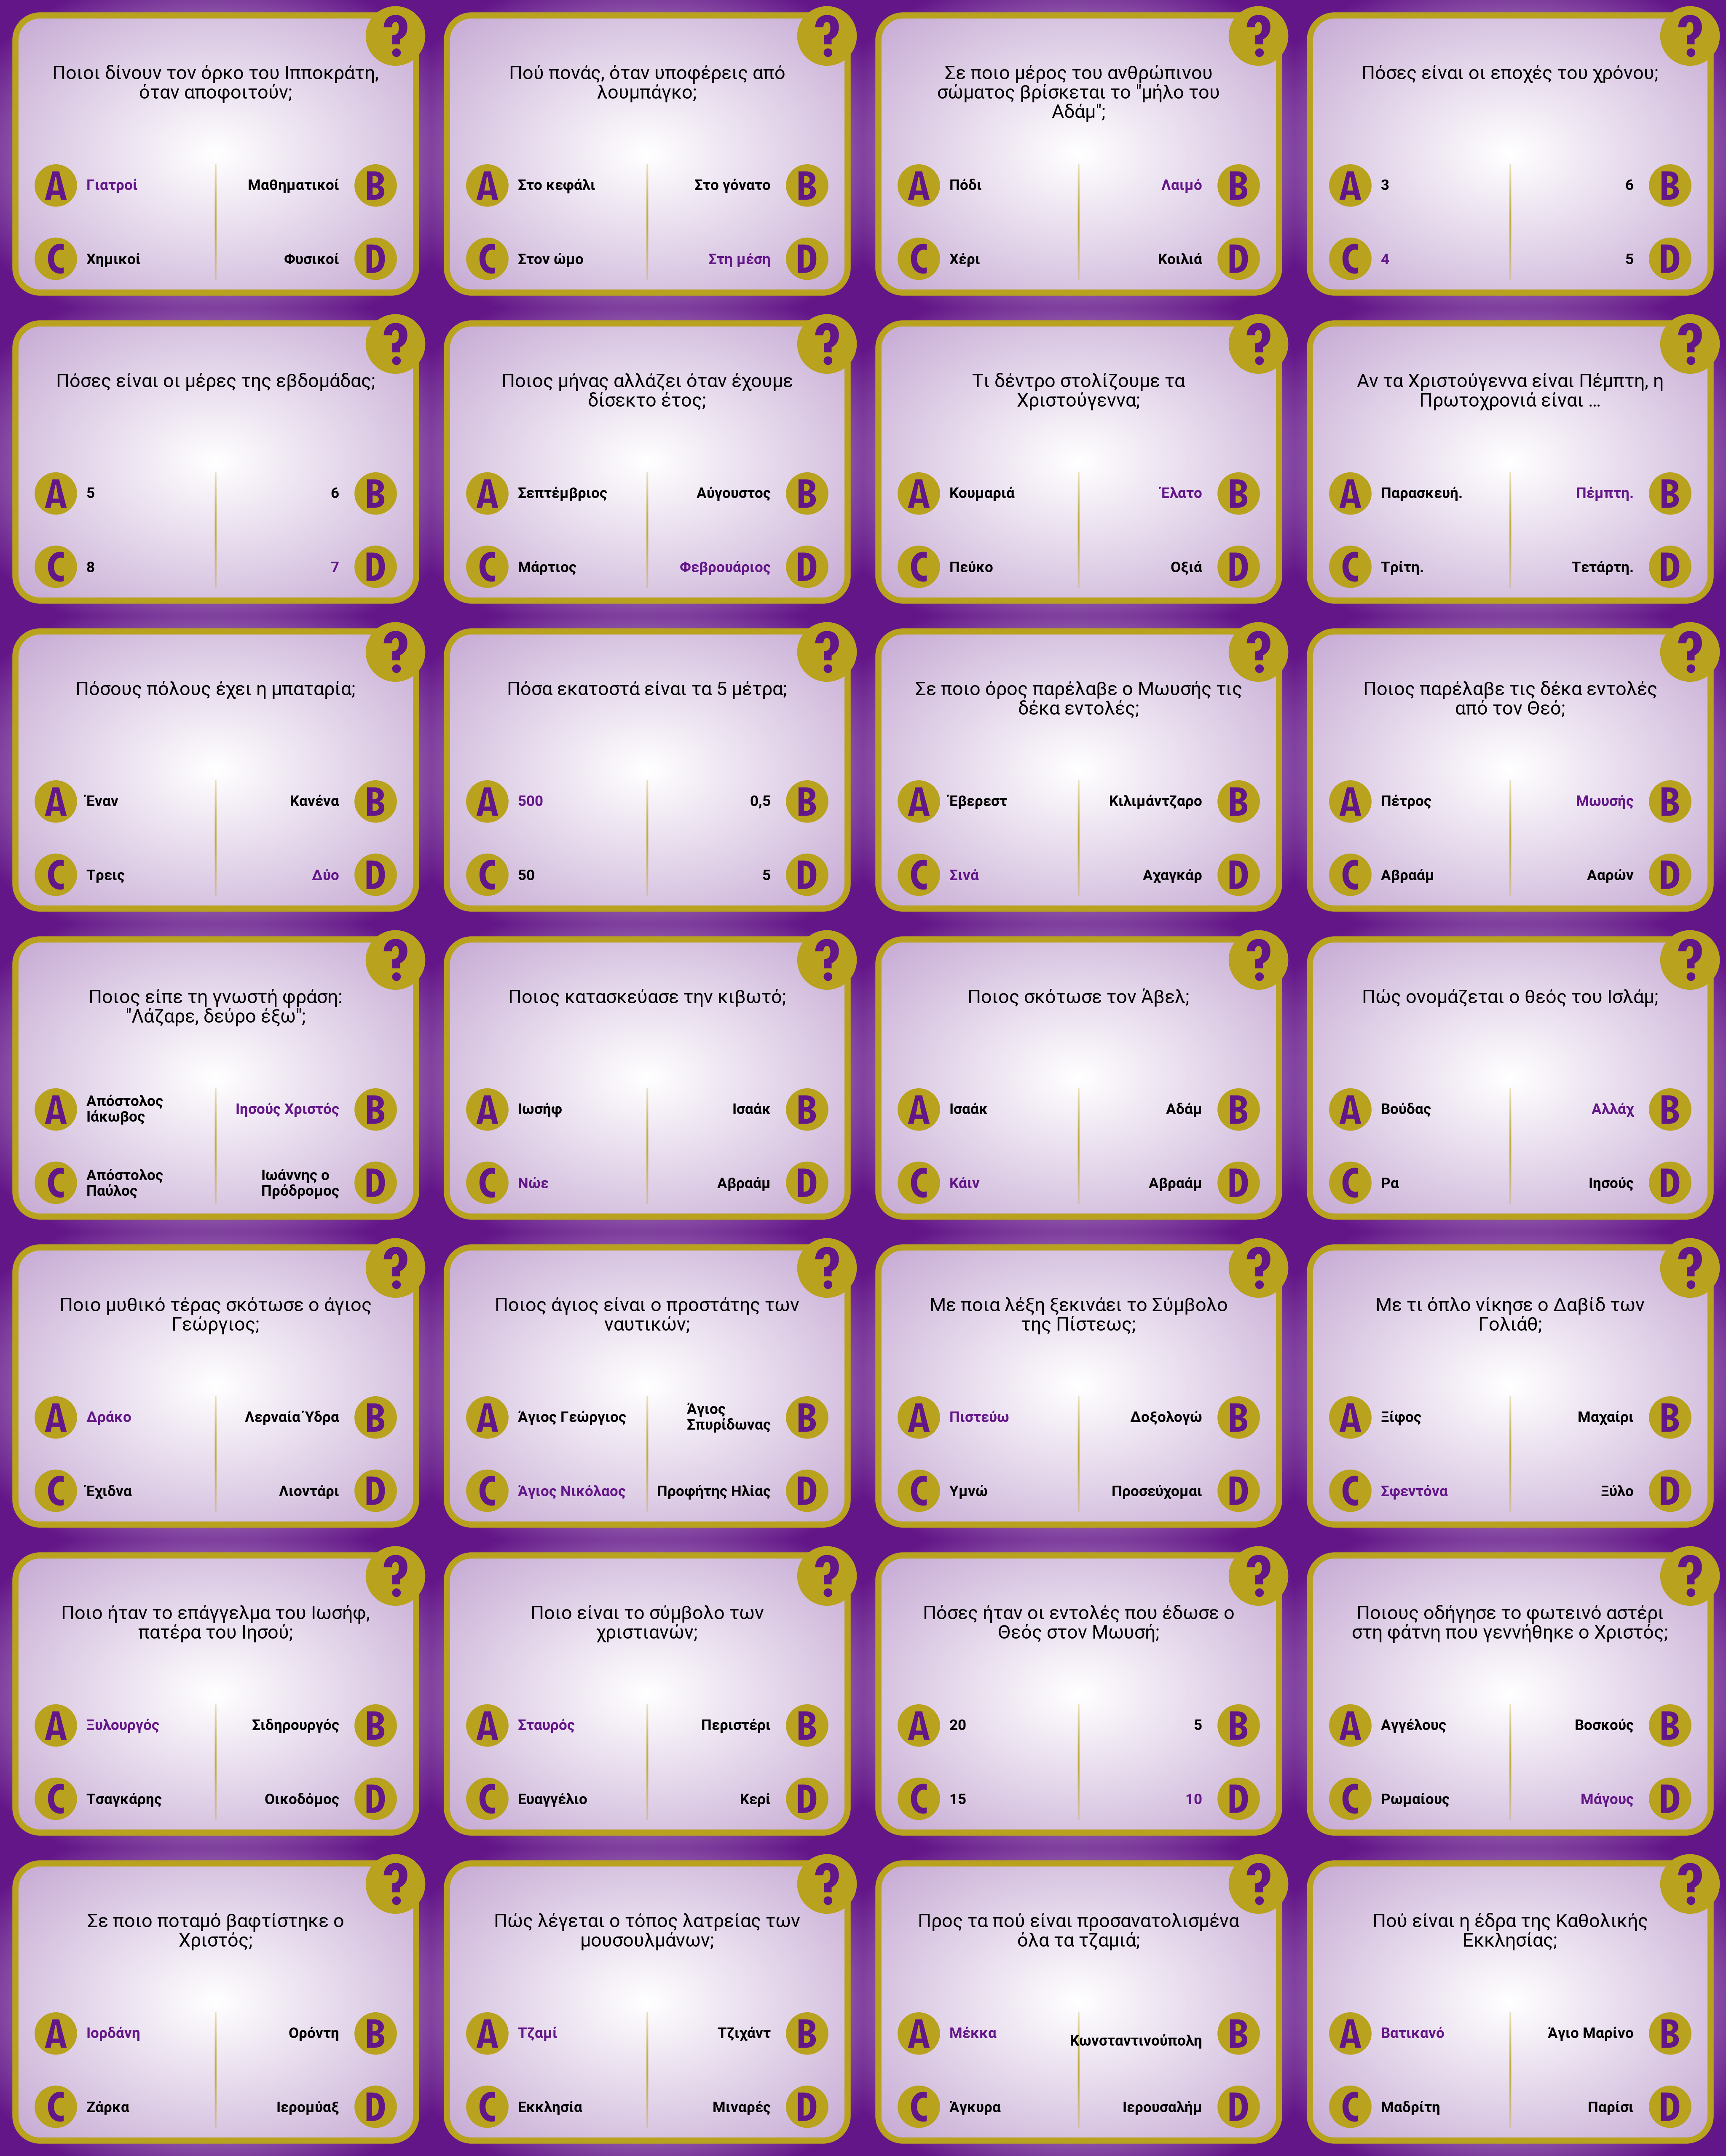 ?
Ποιοι δίνουν τον όρκο του Ιπποκράτη,
όταν αποφοιτούν;
A Γιατροί
Μαθηματικοί B
C Χημικοί
Φυσικοί D
?
Πού πονάς, όταν υποφέρεις από
λουμπάγκο;
A Στο κεφάλι
Στο γόνατο B
C Στον ώμο
Στη μέση D
?
Σε ποιο μέρος του ανθρώπινου
σώματος βρίσκεται το "μήλο του
Αδάμ";
A Πόδι
Λαιμό B
C Χέρι
Κοιλιά D
?
Πόσες είναι οι εποχές του χρόνου;
A 3
6 B
C 4
5 D
?
Πόσες είναι οι μέρες της εβδομάδας;
A 5
6 B
C 8
7 D
?
Ποιος μήνας αλλάζει όταν έχουμε
δίσεκτο έτος;
A Σεπτέμβριος
Αύγουστος B
C Μάρτιος
Φεβρουάριος D
?
Τι δέντρο στολίζουμε τα
Χριστούγεννα;
A Κουμαριά
Έλατο B
C Πεύκο
Οξιά D
?
Αν τα Χριστούγεννα είναι Πέμπτη, η
Πρωτοχρονιά είναι ...
A Παρασκευή.
Πέμπτη. B
C Τρίτη.
Τετάρτη. D
?
Πόσους πόλους έχει η μπαταρία;
A Έναν
Κανένα B
C Τρεις
Δύο D
?
Πόσα εκατοστά είναι τα 5 μέτρα;
A 500
0,5 B
C 50
5 D
?
Σε ποιο όρος παρέλαβε ο Μωυσής τις
δέκα εντολές;
A Έβερεστ
Κιλιμάντζαρο B
C Σινά
Αχαγκάρ D
?
Ποιος παρέλαβε τις δέκα εντολές
από τον Θεό;
A Πέτρος
Μωυσής B
C Αβραάμ
Ααρών D
?
Ποιος είπε τη γνωστή φράση:
"Λάζαρε, δεύρο έξω";
A Απόστολος
Ιάκωβος
Ιησούς Χριστός B
C Απόστολος
Παύλος
Ιωάννης ο
Πρόδρομος D
?
Ποιος κατασκεύασε την κιβωτό;
A Ιωσήφ
Ισαάκ B
C Νώε
Αβραάμ D
?
Ποιος σκότωσε τον Άβελ;
A Ισαάκ
Αδάμ B
C Κάιν
Αβραάμ D
?
Πώς ονομάζεται ο θεός του Ισλάμ;
A Βούδας
Αλλάχ B
C Ρα
Ιησούς D
?
Ποιο μυθικό τέρας σκότωσε ο άγιος
Γεώργιος;
A Δράκο
Λερναία Ύδρα B
C Έχιδνα
Λιοντάρι D
?
Ποιος άγιος είναι ο προστάτης των
ναυτικών;
A Άγιος Γεώργιος
Άγιος
Σπυρίδωνας B
C Άγιος Νικόλαος
Προφήτης Ηλίας D
?
Με ποια λέξη ξεκινάει το Σύμβολο
της Πίστεως;
A Πιστεύω
Δοξολογώ B
C Υμνώ
Προσεύχομαι D
?
Με τι όπλο νίκησε ο Δαβίδ των
Γολιάθ;
A Ξίφος
Μαχαίρι B
C Σφεντόνα
Ξύλο D
?
Ποιο ήταν το επάγγελμα του Ιωσήφ,
πατέρα του Ιησού;
A Ξυλουργός
Σιδηρουργός B
C Τσαγκάρης
Οικοδόμος D
?
Ποιο είναι το σύμβολο των
χριστιανών;
A Σταυρός
Περιστέρι B
C Ευαγγέλιο
Κερί D
?
Πόσες ήταν οι εντολές που έδωσε ο
Θεός στον Μωυσή;
A 20
5 B
C 15
10 D
?
Ποιους οδήγησε το φωτεινό αστέρι
στη φάτνη που γεννήθηκε ο Χριστός;
A Αγγέλους
Βοσκούς B
C Ρωμαίους
Μάγους D
?
Σε ποιο ποταμό βαφτίστηκε ο
Χριστός;
A Ιορδάνη
Ορόντη B
C Ζάρκα
Ιερομύαξ D
?
Πώς λέγεται ο τόπος λατρείας των
μουσουλμάνων;
A Τζαμί
Τζιχάντ B
C Εκκλησία
Μιναρές D
?
Προς τα πού είναι προσανατολισμένα
όλα τα τζαμιά;
A Μέκκα
Κωνσταντινούπολη B
C Άγκυρα
Ιερουσαλήμ D
?
Πού είναι η έδρα της Καθολικής
Εκκλησίας;
A Βατικανό
Άγιο Μαρίνο B
C Μαδρίτη
Παρίσι D